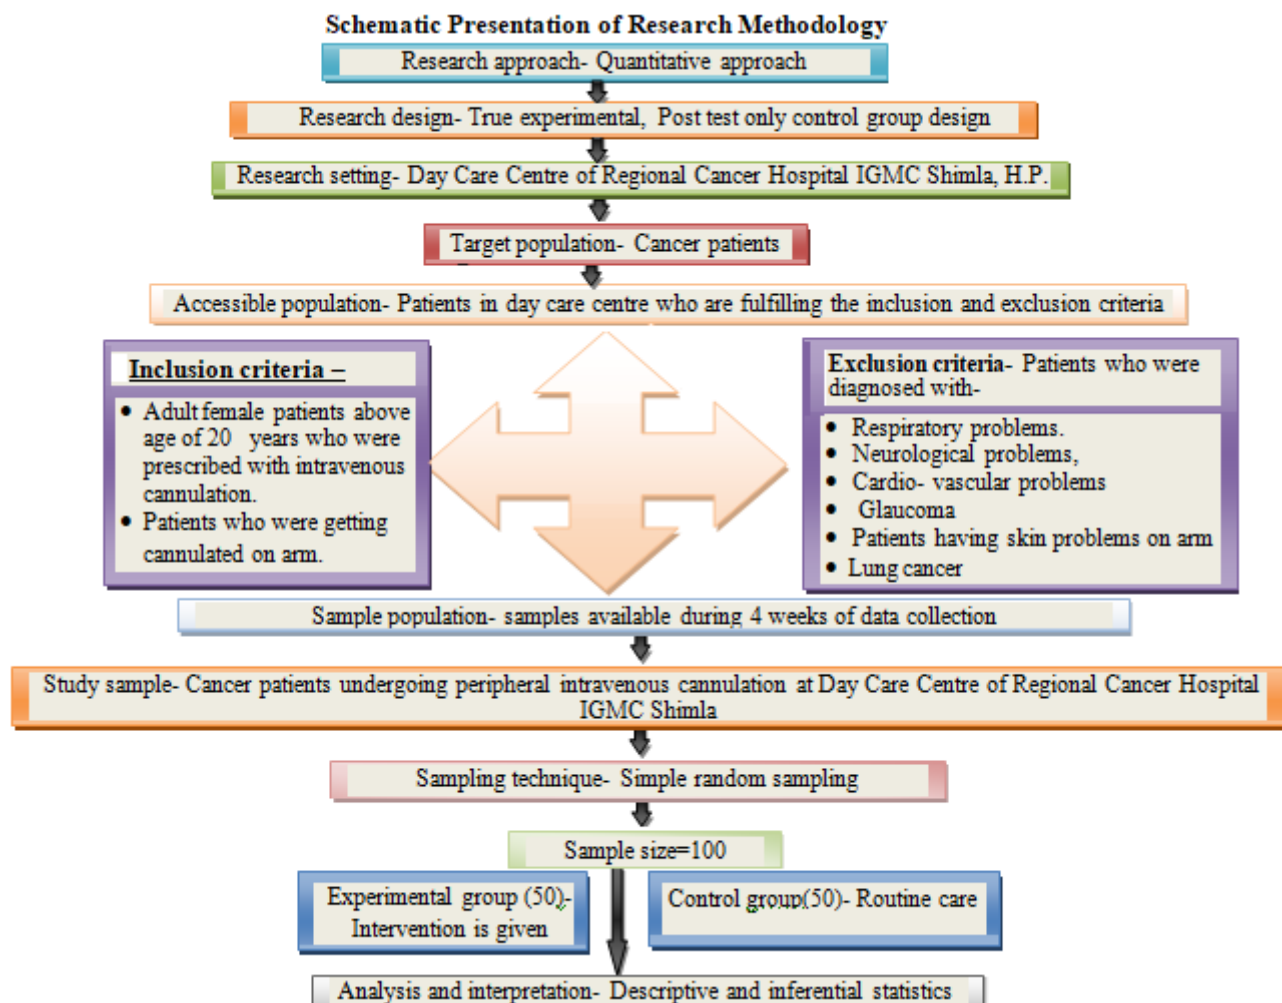 Schematic Presentation of Research Methodology
Research approach- Quantitative approach
Research design- True experimental, Post test only control group design
Research setting- Day Care Centre of Regional Cancer Hospital IGMC Shimla, H.P.
Target population- Cancer patients
Accessible population- Patients in day care centre who are fulfilling the inclusion and exclusion criteria
Inclusion criteria –
• Adult female patients above
age of 20 years who were
prescribed with intravenous
cannulation.
• Patients who were getting
cannulated on arm.
Exclusion criteria- Patients who were
diagnosed with-
• Respiratory problems.
• Neurological problems,
• Cardio- vascular problems
• Glaucoma
• Patients having skin problems on arm
• Lung cancer
Sample population- samples available during 4 weeks of data collection
Study sample- Cancer patients undergoing peripheral intravenous cannulation at Day Care Centre of Regional Cancer Hospital
IGMC Shimla
Sampling technique- Simple random sampling
Sample size=100
Experimental group (50)-
Intervention is given
Control group(50)- Routine care
Analysis and interpretation- Descriptive and inferential statistics